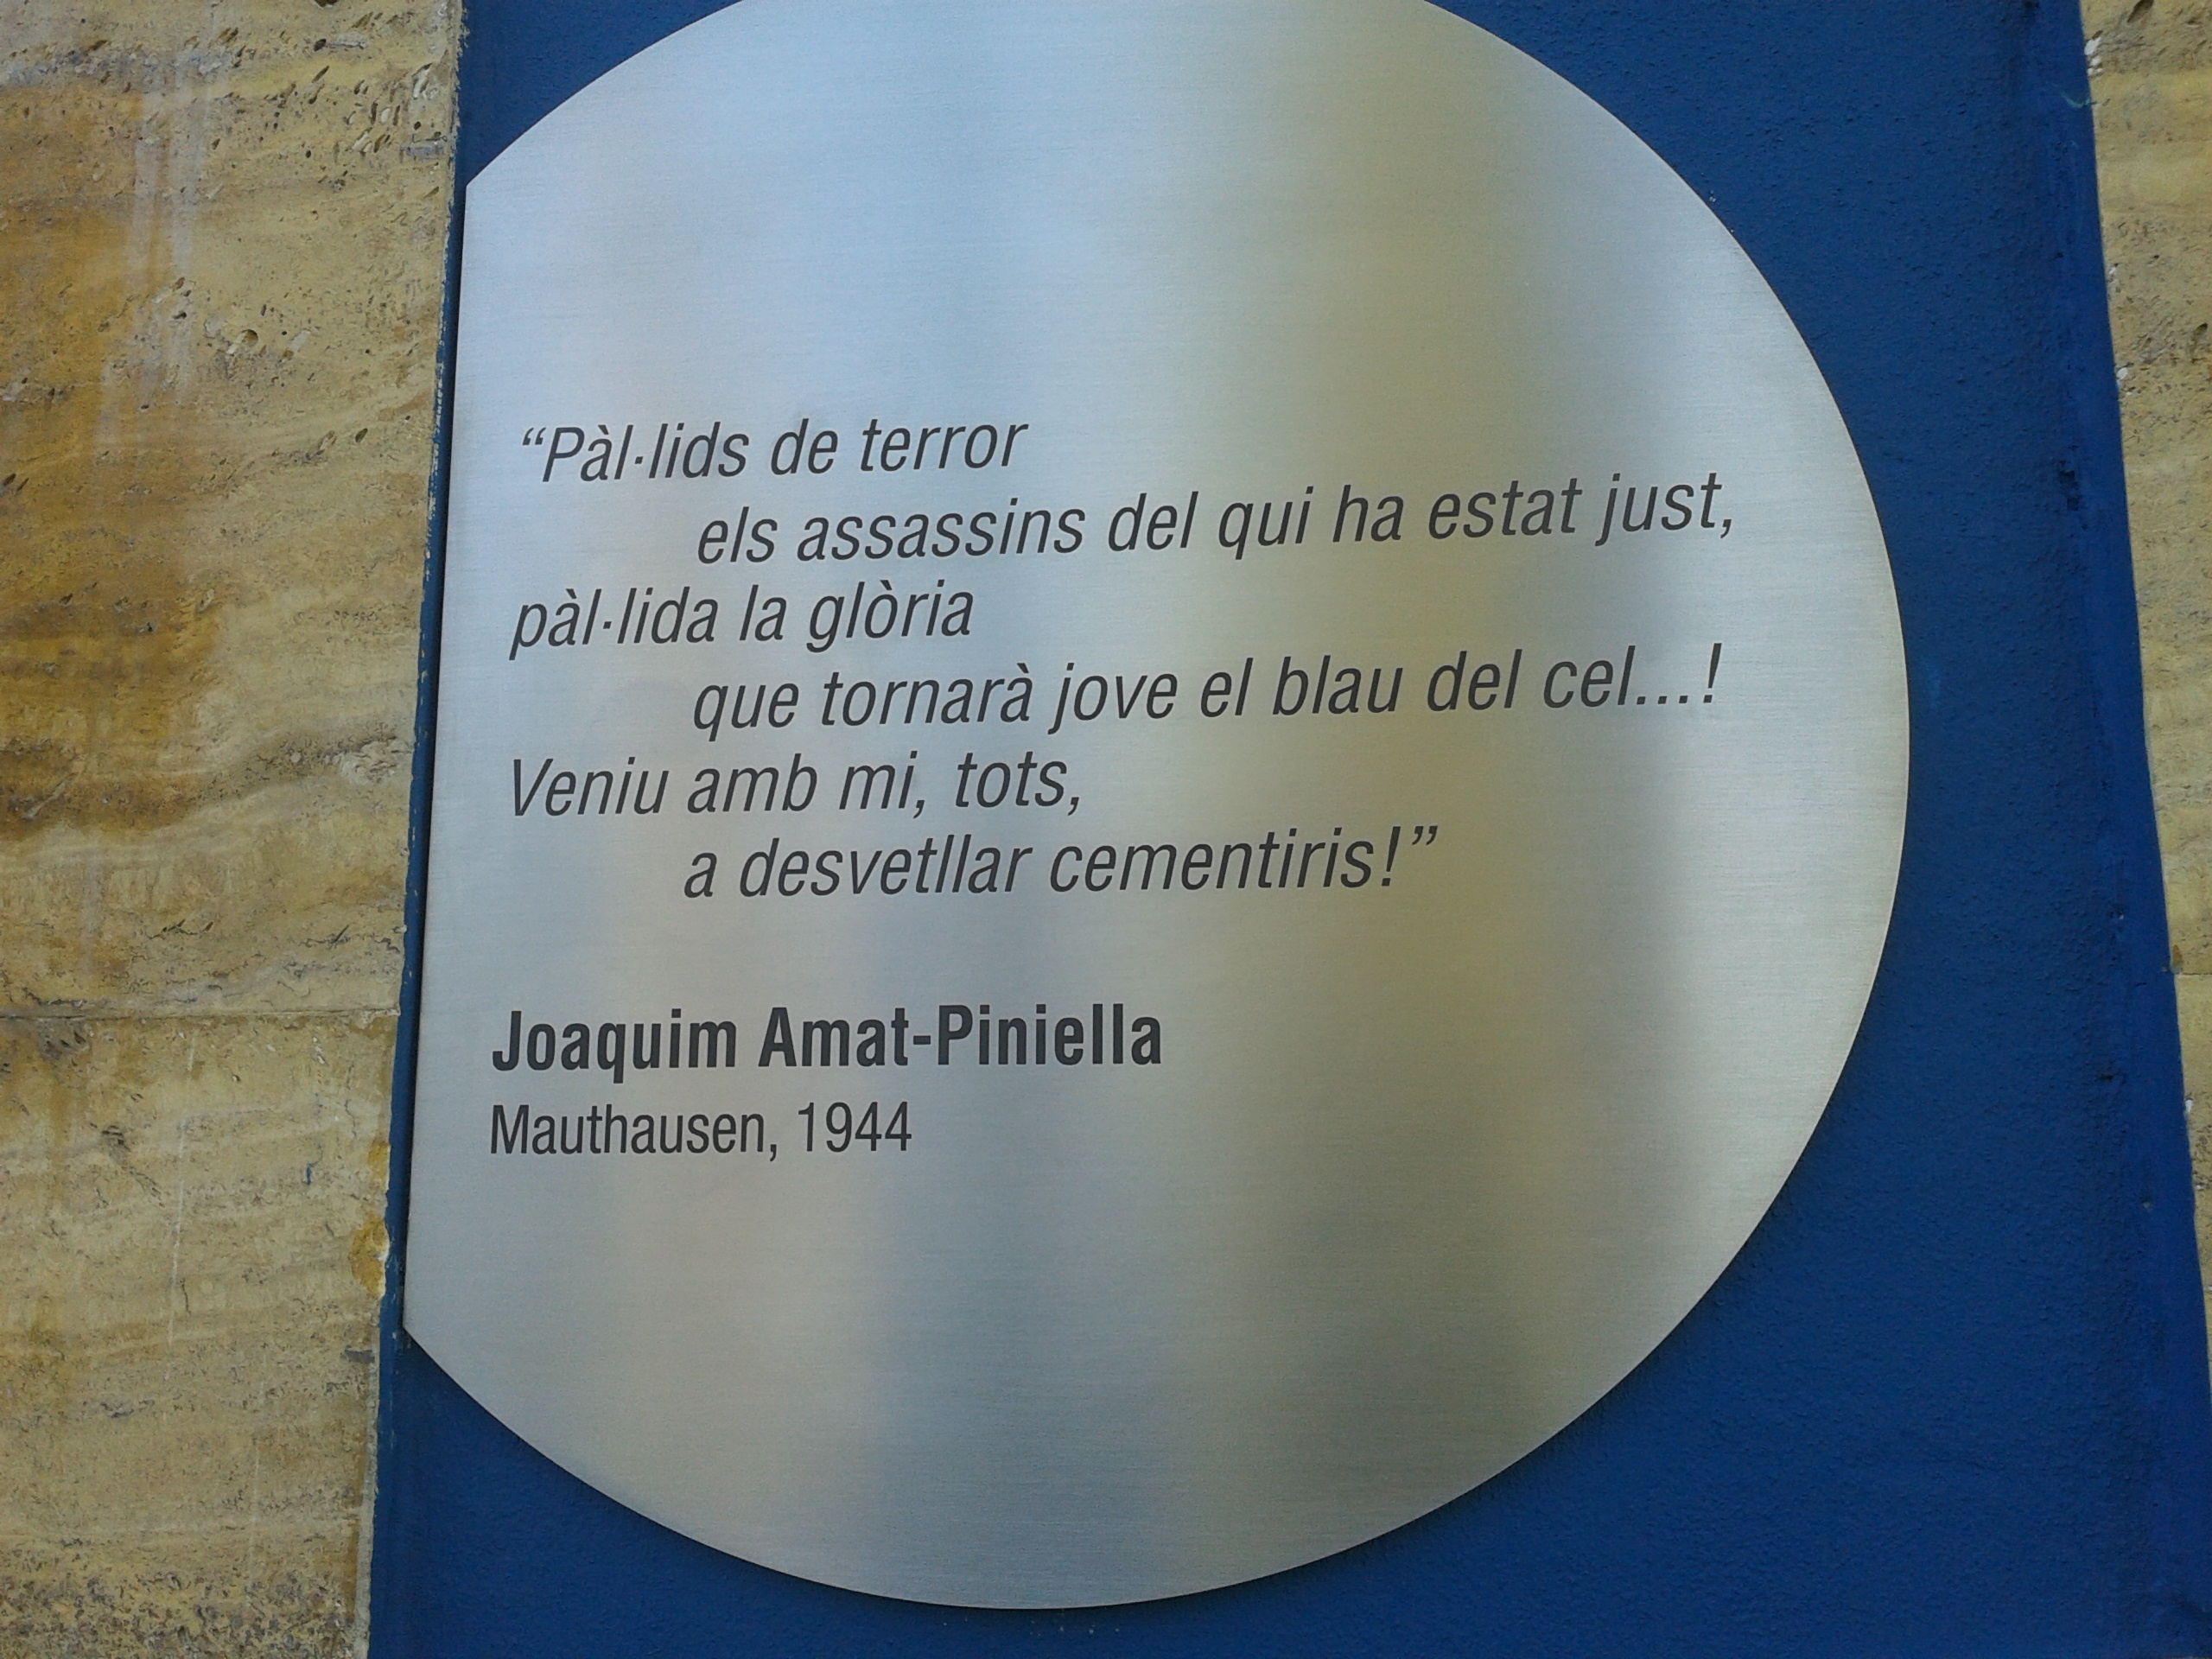 “Pàl·lids de terror
els assassins del qui ha estat just,
pàl·lida la glòria
que tornarà jove el blau del cel...!
Veniu amb mi, tots,
a desvetllar cementiris!”
Joaquim Amat-Piniella
Mauthausen, 1944